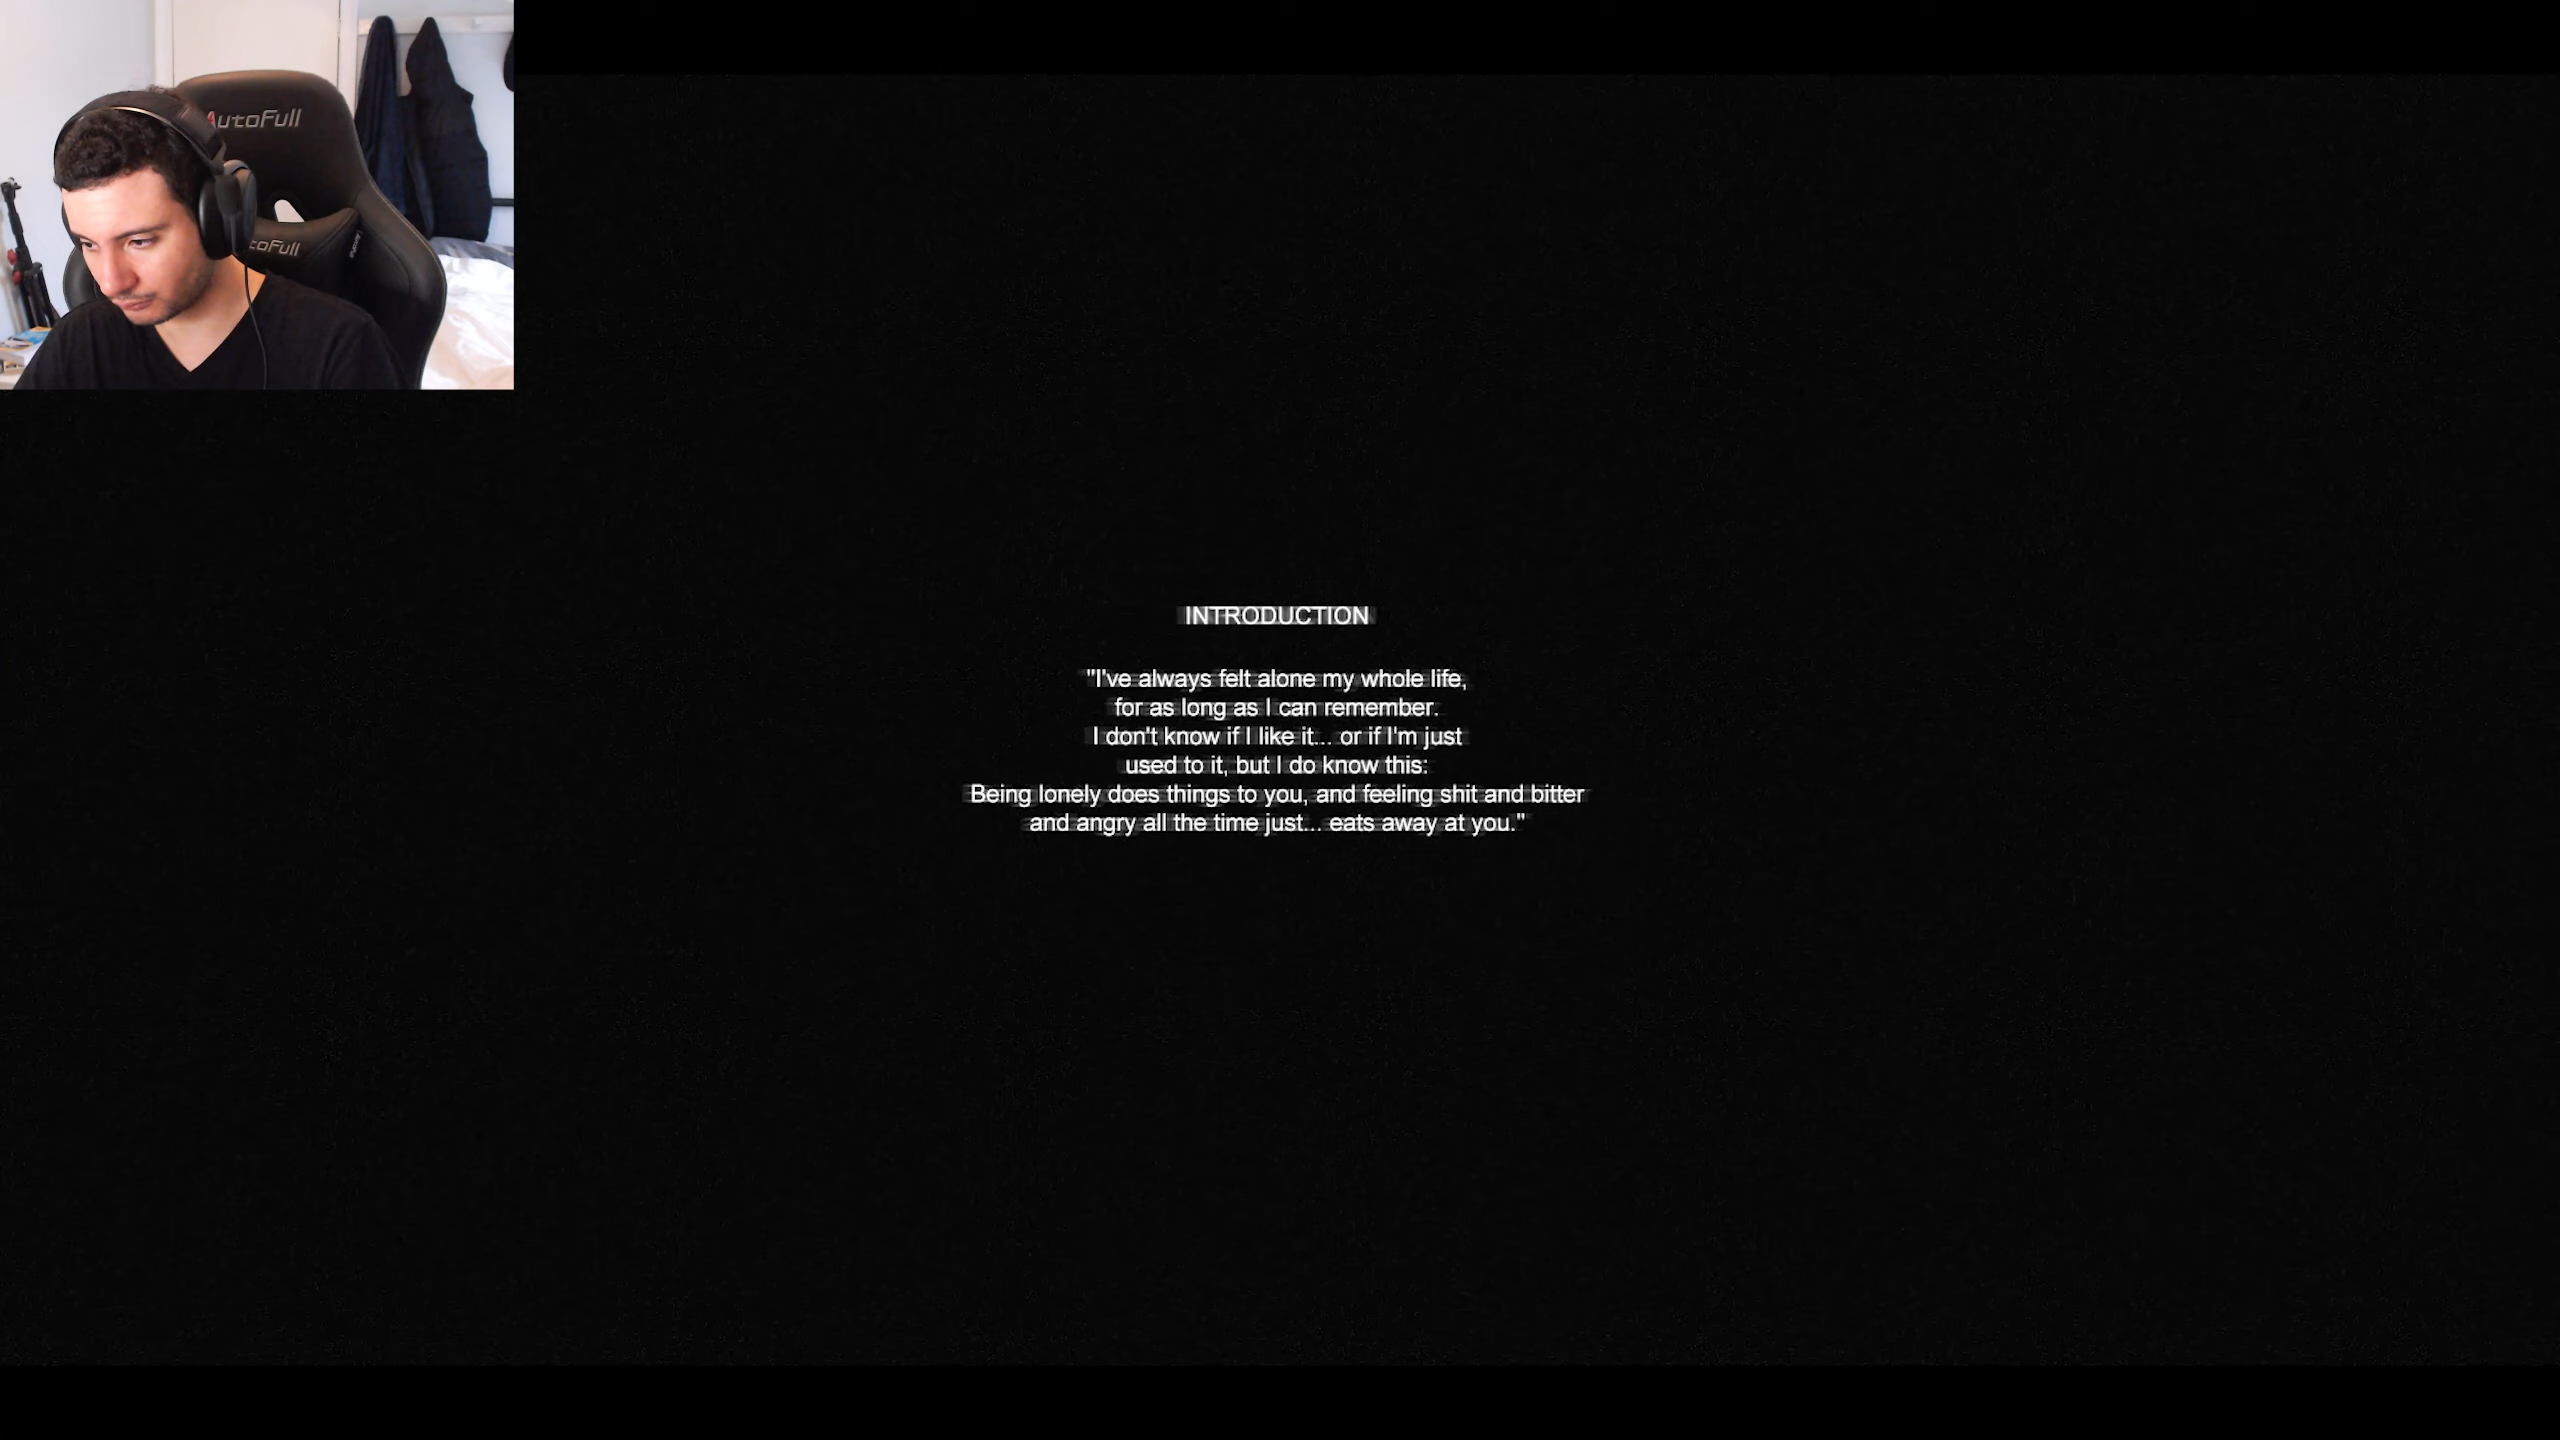 AutoFull
INTRODUCTION
"I've always felt alone my whole life,
for as long as I can remember.
I don't know if I like it... or if I'm just
used to it, but I do know this:
Being lonely does things to you, and feeling shit and bitter
and angry all the time just... eats away at you."